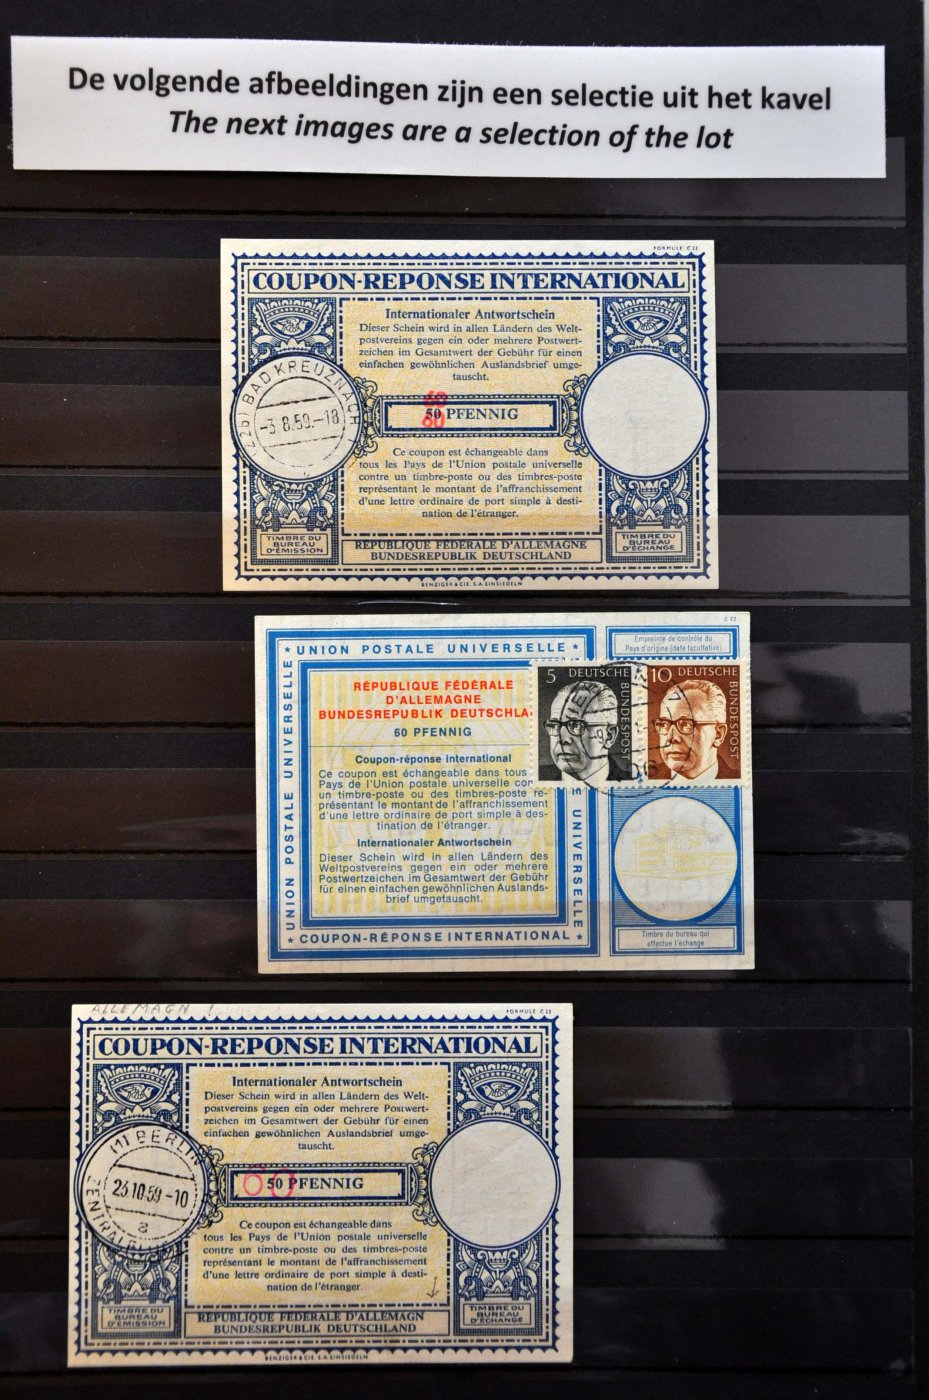 De volgende afbeeldingen zijn een selectie uit het kavel
The next images are a selection of the lot
FORMULE C 22
COUPON-REPONSE INTERNATIONAL
Internationaler Antwortschein
Dieser Schein wird in allen Ländern des Welt-
postvereins gegen ein oder mehrere Postwert-
zeichen im Gesamtwert der Gebühr für einen
einfachen gewöhnlichen Auslandsbrief umge-
tauscht.
60
50 PFENNIG
60
BAD KREUZNACH
-3.8.59.-18
Ce coupon est échangeable dans
tous les Pays de l'Union postale universelle
contre un timbre-poste ou des timbres-poste
représentant le montant de l'affranchissement
d'une lettre ordinaire de port simple à desti-
nation de l'étranger.
TIMBRE DU
BUREAU
D'ÉMISSION
REPUBLIQUE FEDERALE D'ALLEMAGNE
BUNDESREPUBLIK DEUTSCHLAND
TIMBRE DU
BUREAU
D'ÉCHANGE
BENZIGER & CIE. S.A. EINSIEDELN
C 22
* UNION POSTALE UNIVERSELLE *
UNION POSTALE UNIVERSELLE
UNIVERSELLE
Empreinte de contrôle du
Pays d'origine (date facultative)
RÉPUBLIQUE FÉDÉRALE
D'ALLEMAGNE
BUNDESREPUBLIK DEUTSCHLA
60 PFENNIG
5 DEUTSCHE
BUNDESPOST
10 DEUTSCHE
BUNDESPOST
Coupon-réponse international
Ce coupon est échangeable dans tous
Pays de l'Union postale universelle con
un timbre-poste ou des timbres-poste re-
présentant le montant de l'affranchissement
d'une lettre ordinaire de port simple à des-
tination de l'étranger.
Internationaler Antwortschein
Dieser Schein wird in allen Ländern des
Weltpostvereins gegen ein oder mehrere
Postwertzeichen im Gesamtwert der Gebühr
für einen einfachen gewöhnlichen Auslands-
brief umgetauscht.
* COUPON-RÉPONSE INTERNATIONAL *
Timbre du bureau qui
effectue l'échange
ALLEMAGN
FORMULE C 22
COUPON-REPONSE INTERNATIONAL
Internationaler Antwortschein
Dieser Schein wird in allen Ländern des Welt-
postvereins gegen ein oder mehrere Postwert-
zeichen im Gesamtwert der Gebühr für einen
einfachen gewöhnlichen Auslandsbrief umge-
tauscht.
60
50 PFENNIG
(1) BERLIN
23.10.59-10
a
Ce coupon est échangeable dans
tous les Pays de l'Union postale universelle
contre un timbre-poste ou des timbres-poste
représentant le montant de l'affranchissement
d'une lettre ordinaire de port simple à desti-
nation de l'étranger.
TIMBRE DU
BUREAU
D'ÉMISSION
REPUBLIQUE FEDERALE D'ALLEMAGN
BUNDESREPUBLIK DEUTSCHLAND
TIMBRE DU
BUREAU
D'ÉCHANGE
BENZIGER & CIE. S.A. EINSIEDELN